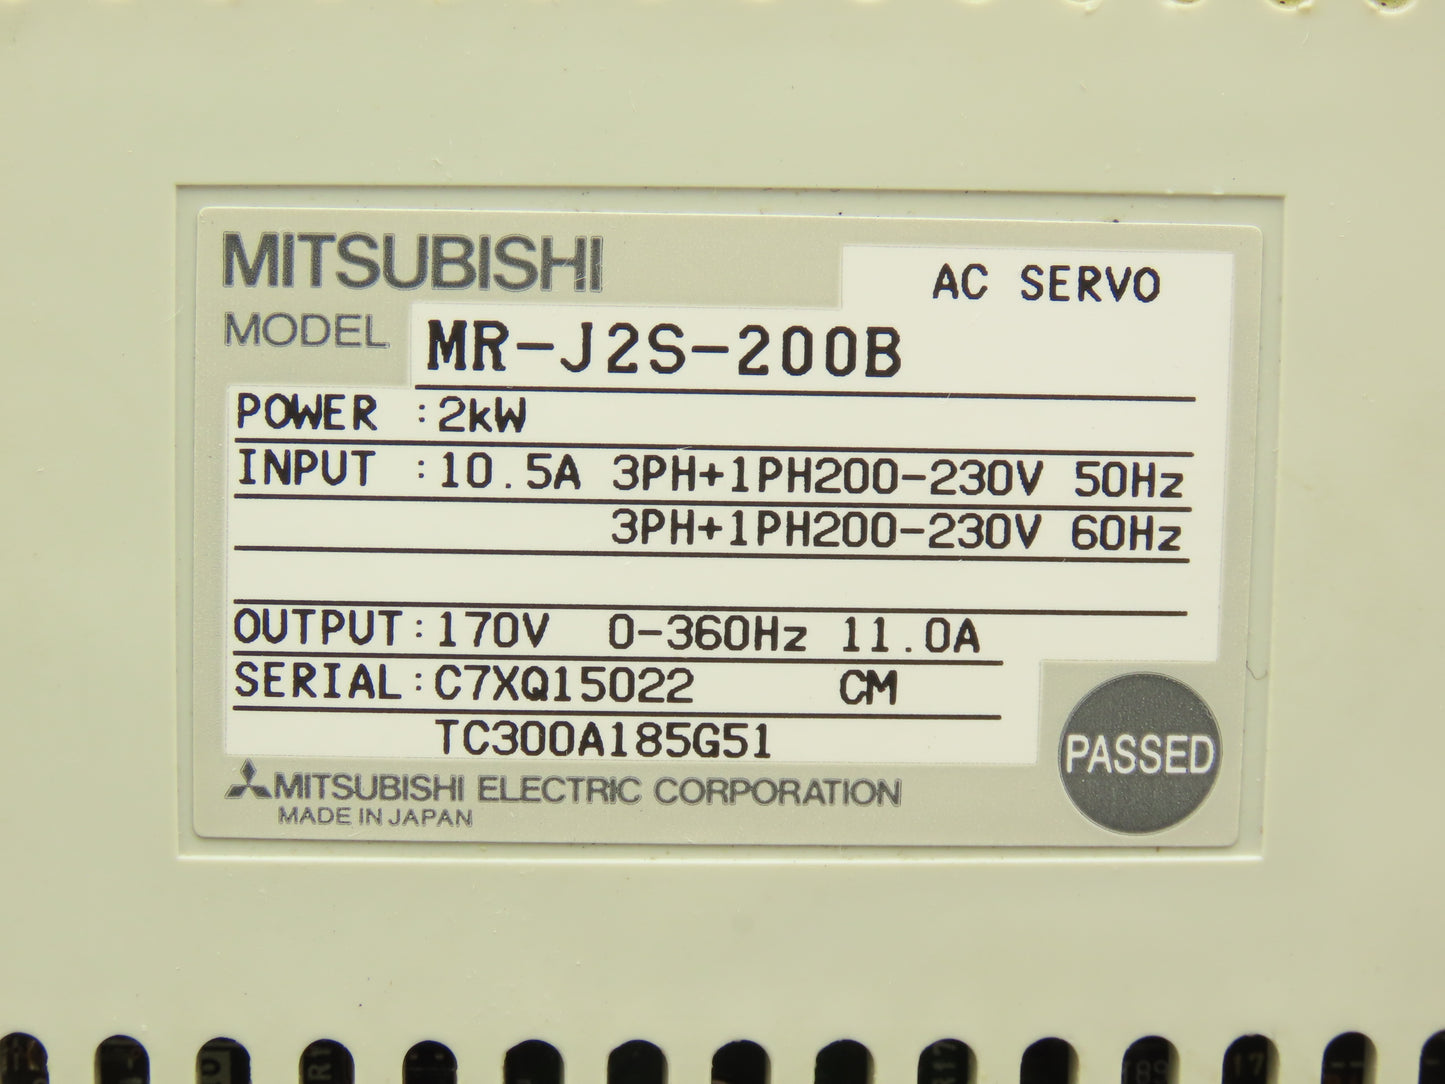 MITSUBISHI
AC SERVO
MODEL MR-J2S-200B
POWER :2kW
INPUT :10.5A 3PH+1PH200-230V 50Hz
3PH+1PH200-230V 60Hz
OUTPUT:170V 0-360Hz 11.0A
SERIAL:C7XQ15022 CM
TC300A185G51
PASSED
MITSUBISHI ELECTRIC CORPORATION
MADE IN JAPAN